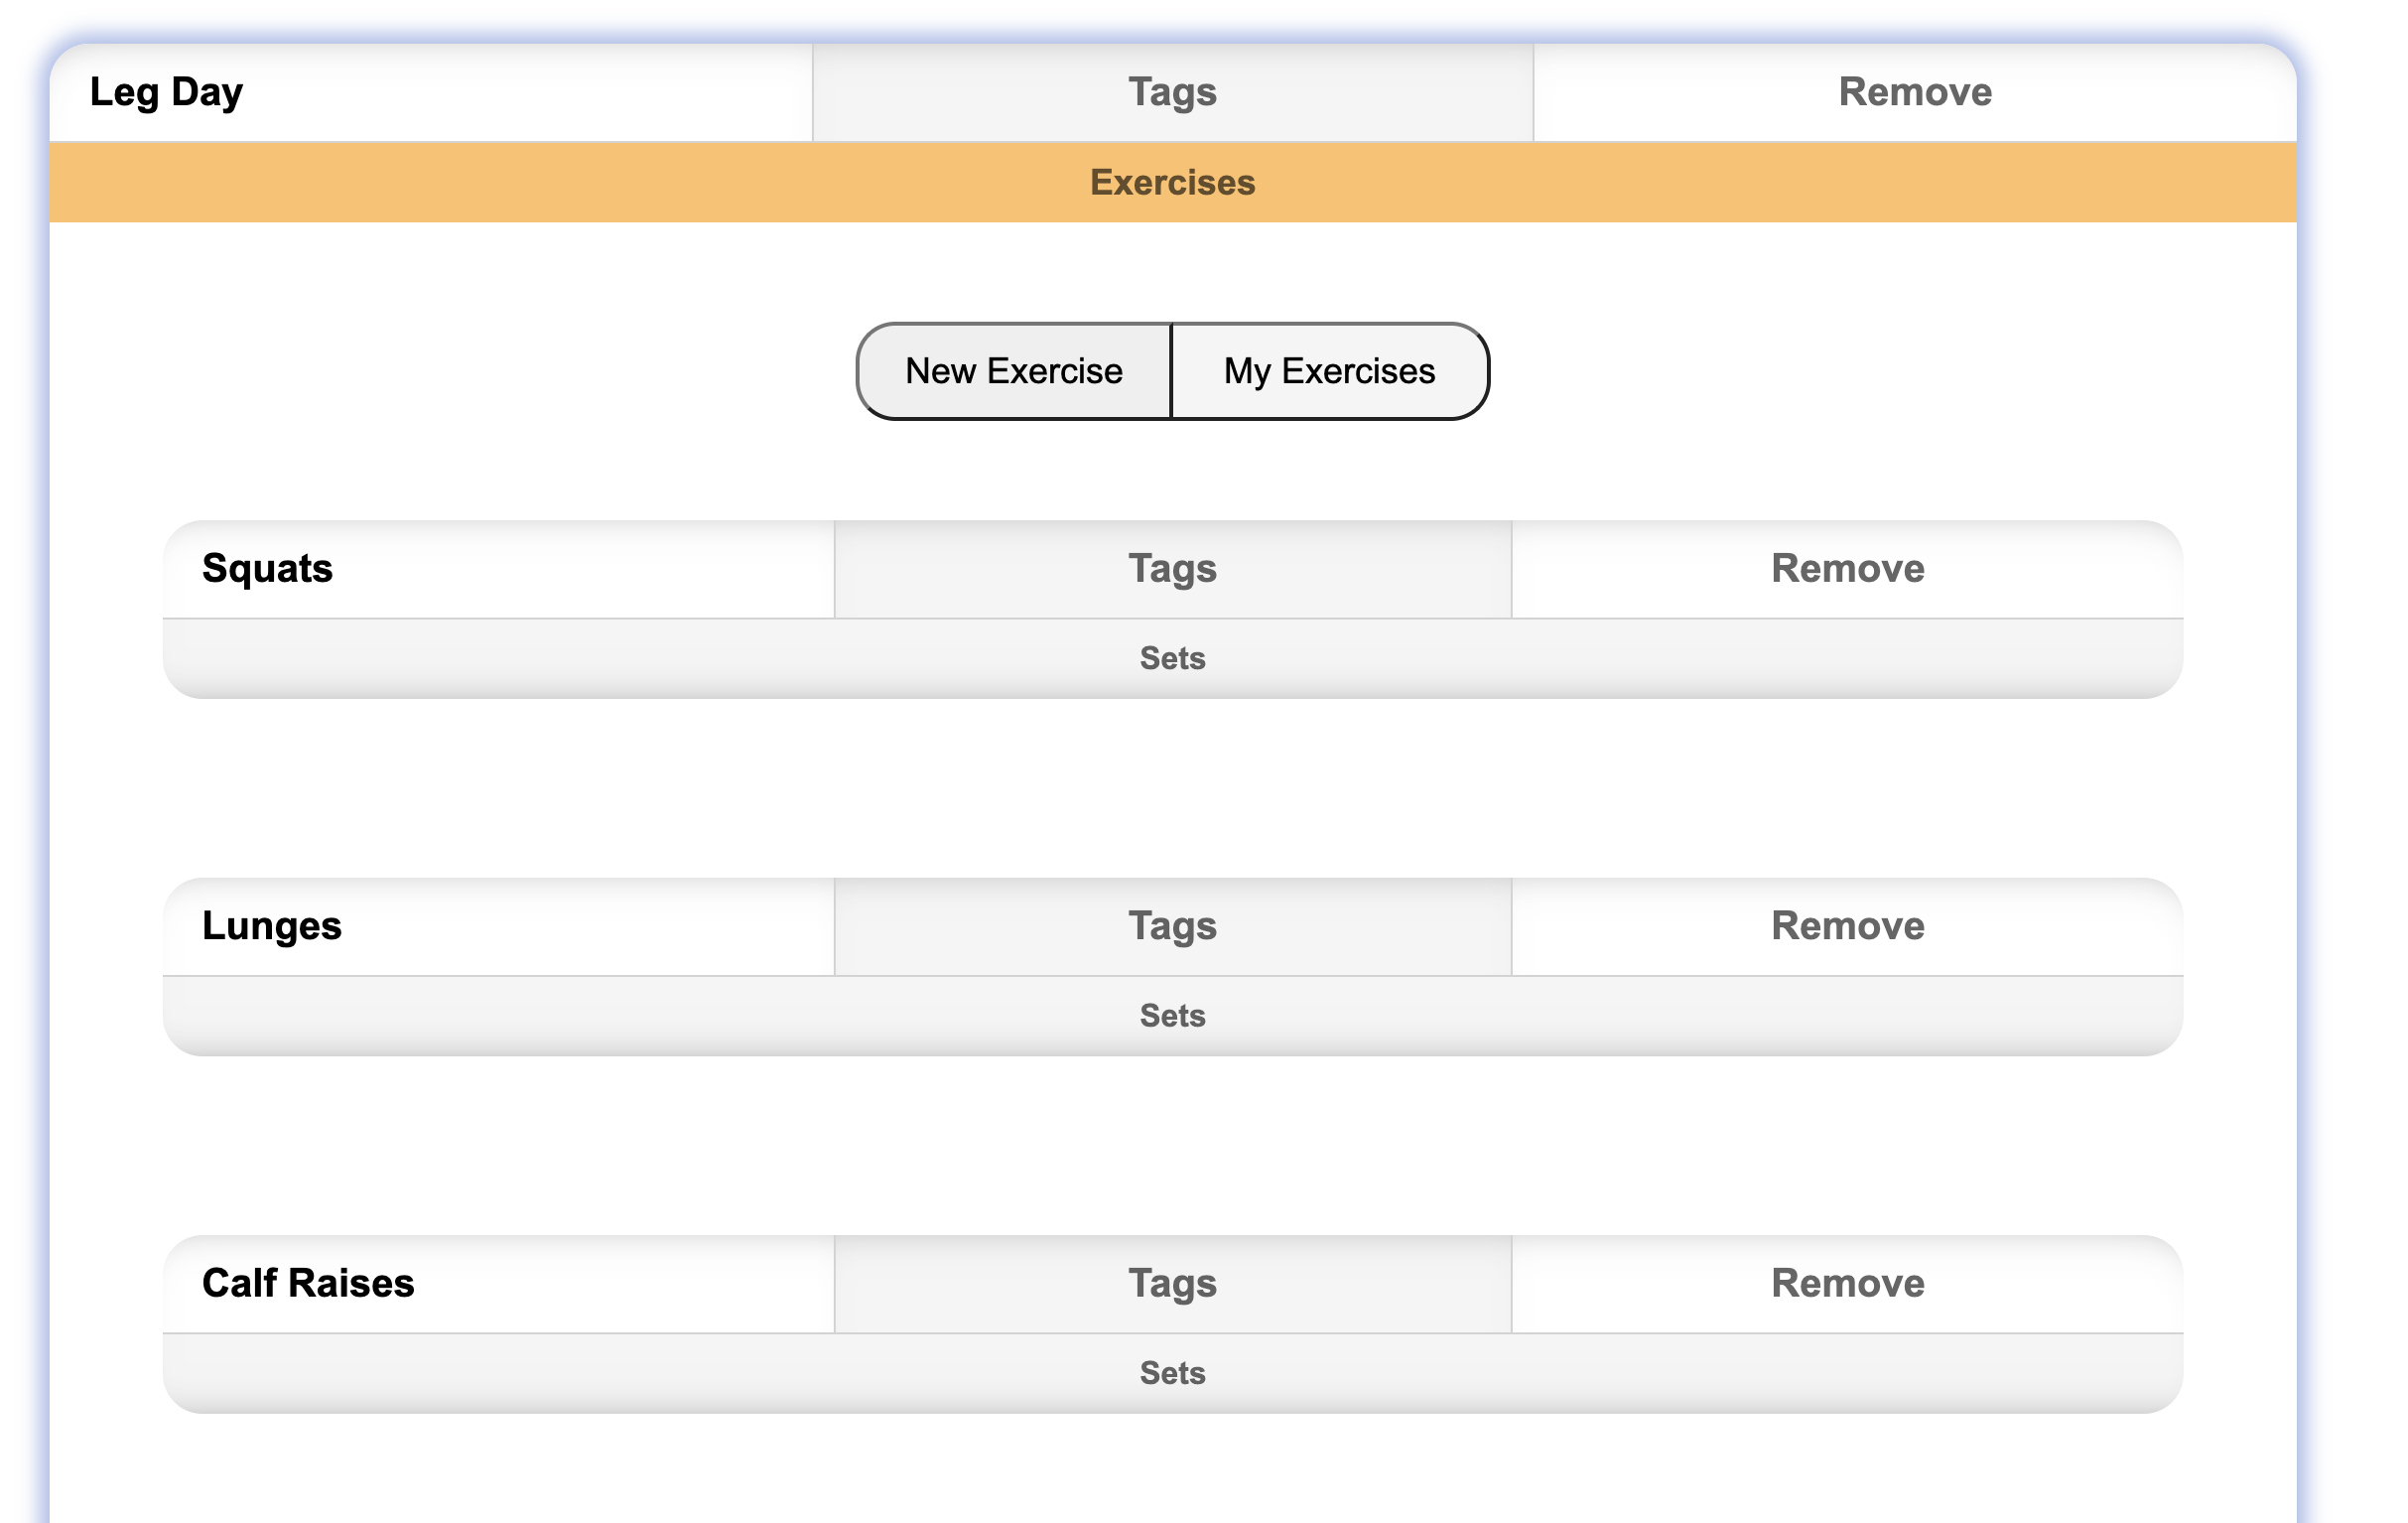 Leg Day Tags Remove
Exercises
New Exercise My Exercises
Squats Tags Remove
Sets
Lunges Tags Remove
Sets
Calf Raises Tags Remove
Sets